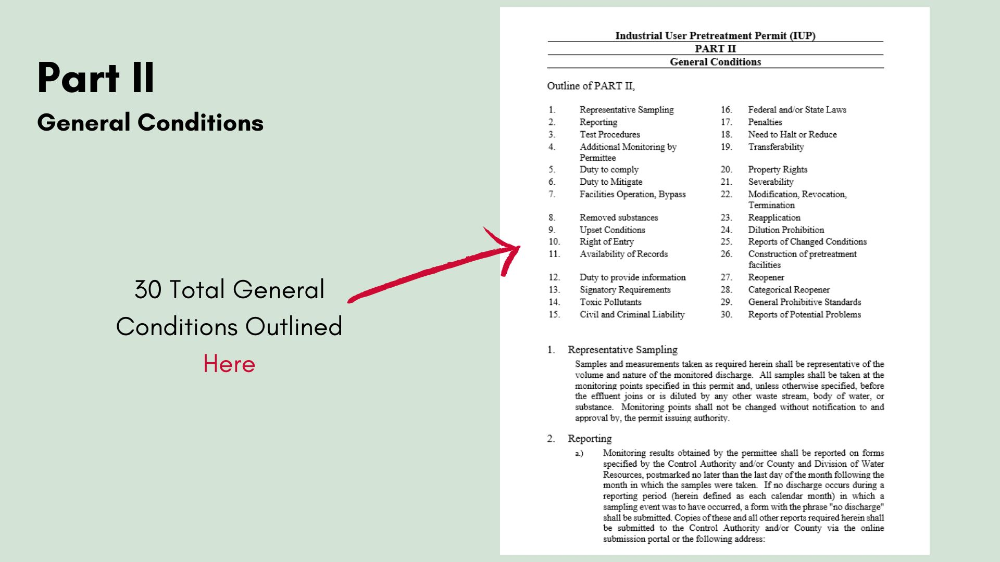 Part II
General Conditions
30 Total General
Conditions Outlined
Here
Industrial User Pretreatment Permit (IUP)
PART II
General Conditions
Outline of PART II,
1. Representative Sampling 16. Federal and/or State Laws
2. Reporting 17. Penalties
3. Test Procedures 18. Need to Halt or Reduce
4. Additional Monitoring by 19. Transferability
Permittee
5. Duty to comply 20. Property Rights
6. Duty to Mitigate 21. Severability
7. Facilities Operation, Bypass 22. Modification, Revocation,
Termination
8. Removed substances 23. Reapplication
9. Upset Conditions 24. Dilution Prohibition
10. Right of Entry 25. Reports of Changed Conditions
11. Availability of Records 26. Construction of pretreatment
facilities
12. Duty to provide information 27. Reopener
13. Signatory Requirements 28. Categorical Reopener
14. Toxic Pollutants 29. General Prohibitive Standards
15. Civil and Criminal Liability 30. Reports of Potential Problems
1. Representative Sampling
Samples and measurements taken as required herein shall be representative of the
volume and nature of the monitored discharge. All samples shall be taken at the
monitoring points specified in this permit and, unless otherwise specified, before
the effluent joins or is diluted by any other waste stream, body of water, or
substance. Monitoring points shall not be changed without notification to and
approval by, the permit issuing authority.
2. Reporting
a.) Monitoring results obtained by the permittee shall be reported on forms
specified by the Control Authority and/or County and Division of Water
Resources, postmarked no later than the last day of the month following the
month in which the samples were taken. If no discharge occurs during a
reporting period (herein defined as each calendar month) in which a
sampling event was to have occurred, a form with the phrase "no discharge"
shall be submitted. Copies of these and all other reports required herein shall
be submitted to the Control Authority and/or County via the online
submission portal or the following address: